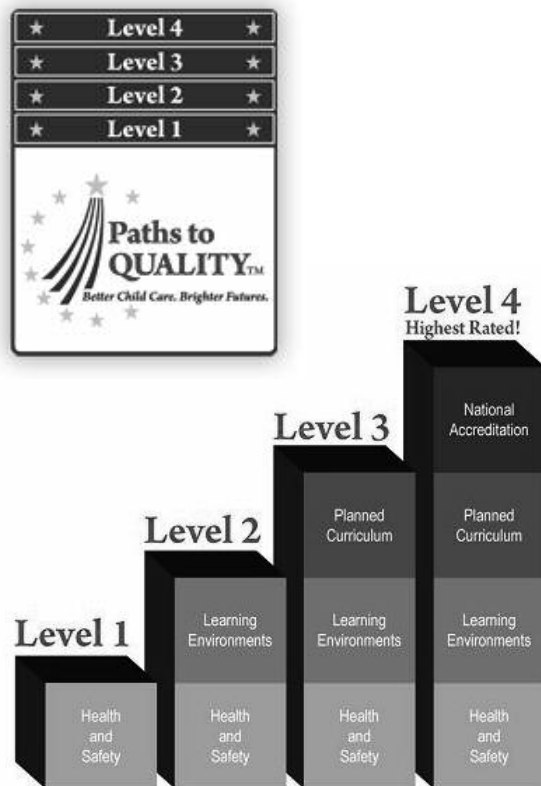 Level 4
Level 3
Level 2
Level 1
Paths to
QUALITY™
Better Child Care. Brighter Futures.
Level 4
Highest Rated!
National
Accreditation
Planned
Curriculum
Learning
Environments
Health
and
Safety
Level 3
Planned
Curriculum
Learning
Environments
Health
and
Safety
Level 2
Learning
Environments
Health
and
Safety
Level 1
Health
and
Safety